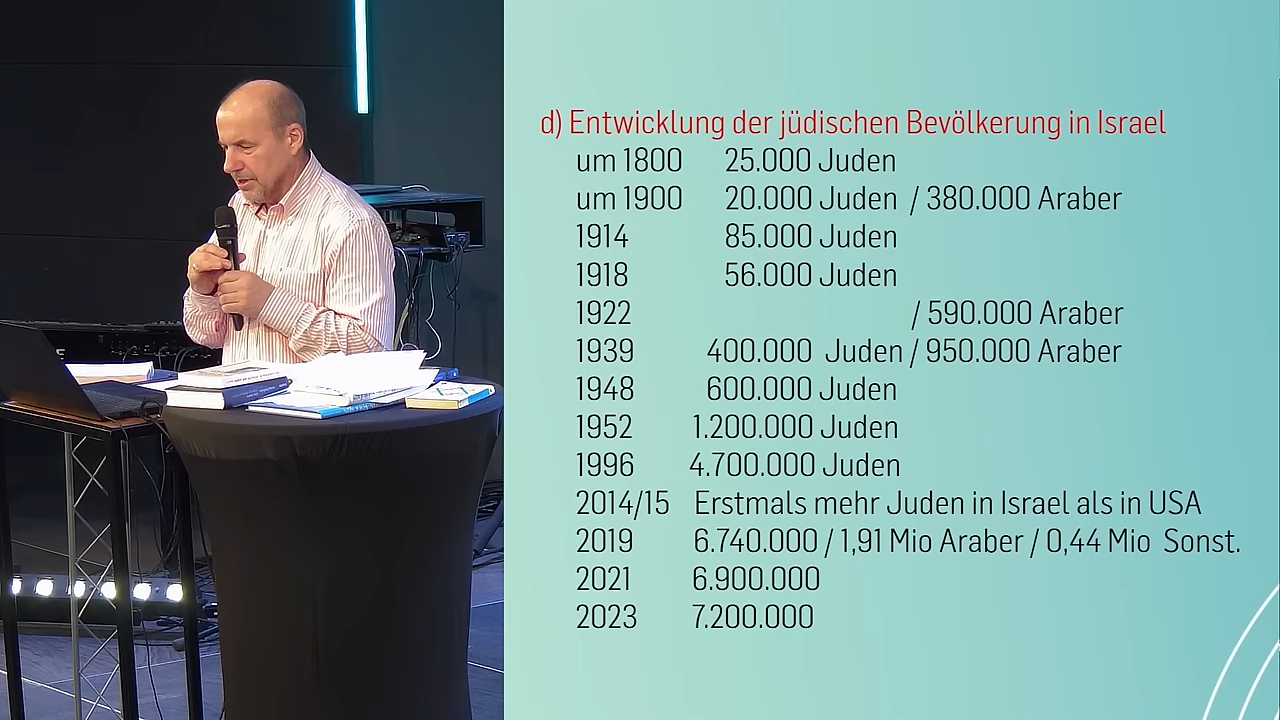 d) Entwicklung der jüdischen Bevölkerung in Israel
um 1800 25.000 Juden
um 1900 20.000 Juden / 380.000 Araber
1914 85.000 Juden
1918 56.000 Juden
1922 / 590.000 Araber
1939 400.000 Juden / 950.000 Araber
1948 600.000 Juden
1952 1.200.000 Juden
1996 4.700.000 Juden
2014/15 Erstmals mehr Juden in Israel als in USA
2019 6.740.000 / 1,91 Mio Araber / 0,44 Mio Sonst.
2021 6.900.000
2023 7.200.000